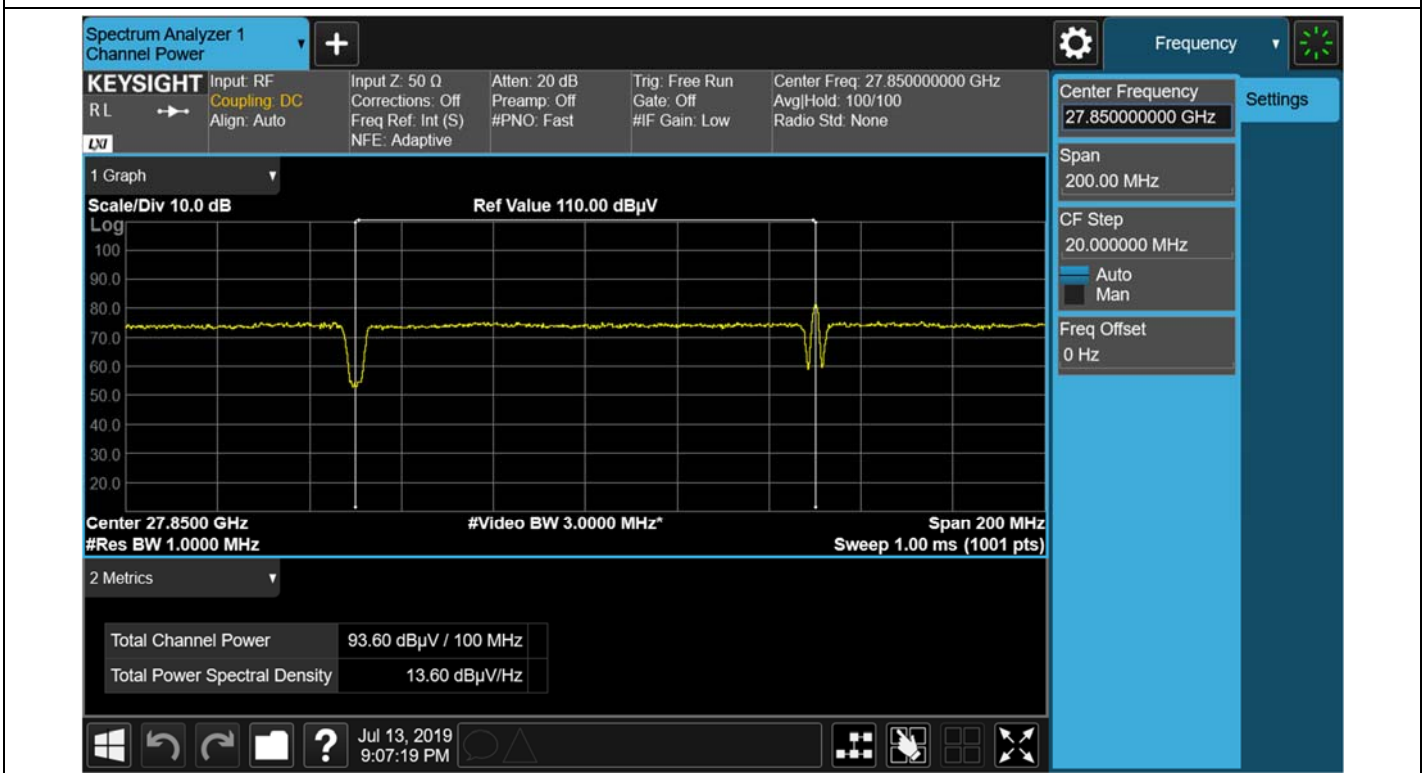 Spectrum Analyzer 1
Channel Power
+
Frequency
KEYSIGHT
R L
LXI
Input: RF
Coupling: DC
Align: Auto
Input Z: 50 Ω
Corrections: Off
Freq Ref: Int (S)
NFE: Adaptive
Atten: 20 dB
Preamp: Off
#PNO: Fast
Trig: Free Run
Gate: Off
#IF Gain: Low
Center Freq: 27.850000000 GHz
Avg|Hold: 100/100
Radio Std: None
Center Frequency
27.850000000 GHz
Settings
Span
200.00 MHz
CF Step
20.000000 MHz
Auto
Man
Freq Offset
0 Hz
1 Graph
Scale/Div 10.0 dB
Ref Value 110.00 dBµV
Log
100
90.0
80.0
70.0
60.0
50.0
40.0
30.0
20.0
Center 27.8500 GHz
#Video BW 3.0000 MHz*
Span 200 MHz
#Res BW 1.0000 MHz
Sweep 1.00 ms (1001 pts)
2 Metrics
Total Channel Power 93.60 dBµV / 100 MHz
Total Power Spectral Density 13.60 dBµV/Hz
?
Jul 13, 2019
9:07:19 PM